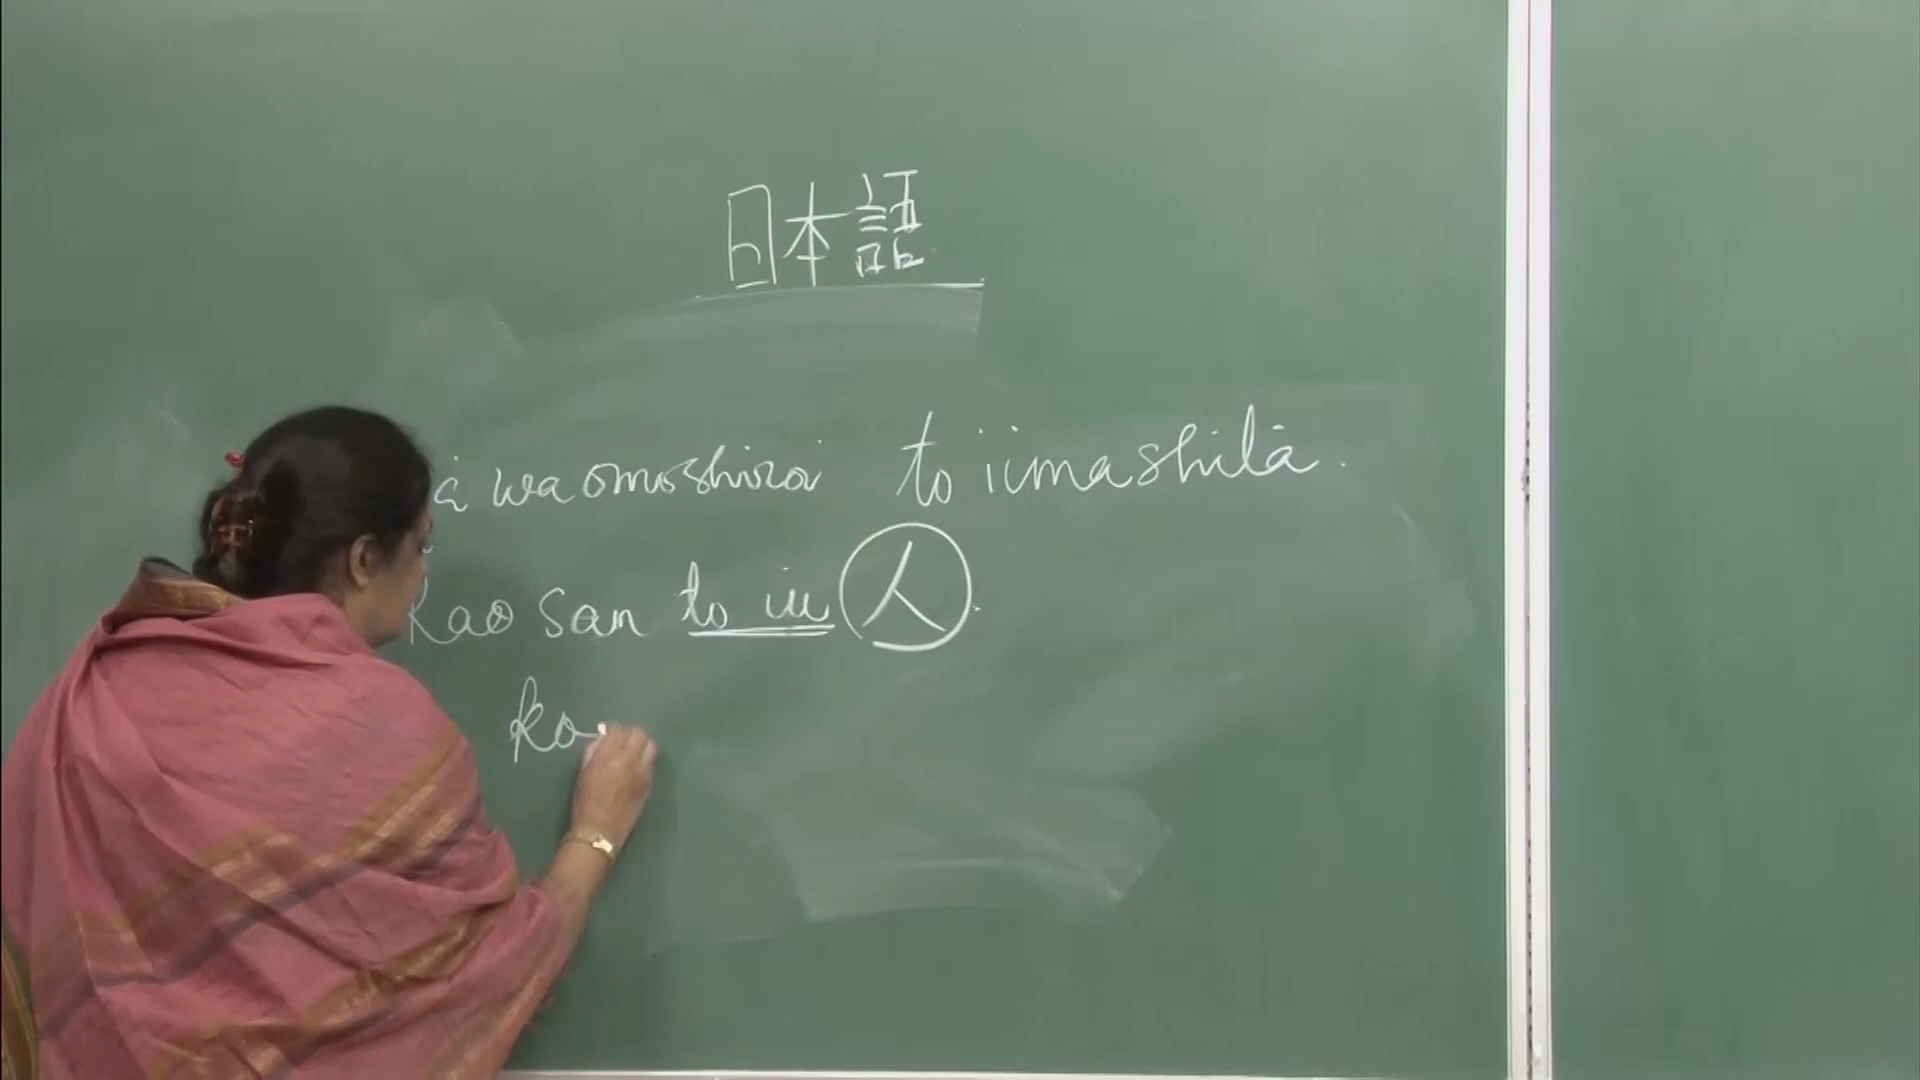 日本語
wa omoshiroi to iimashita.
Rao san to iu 人.
ko